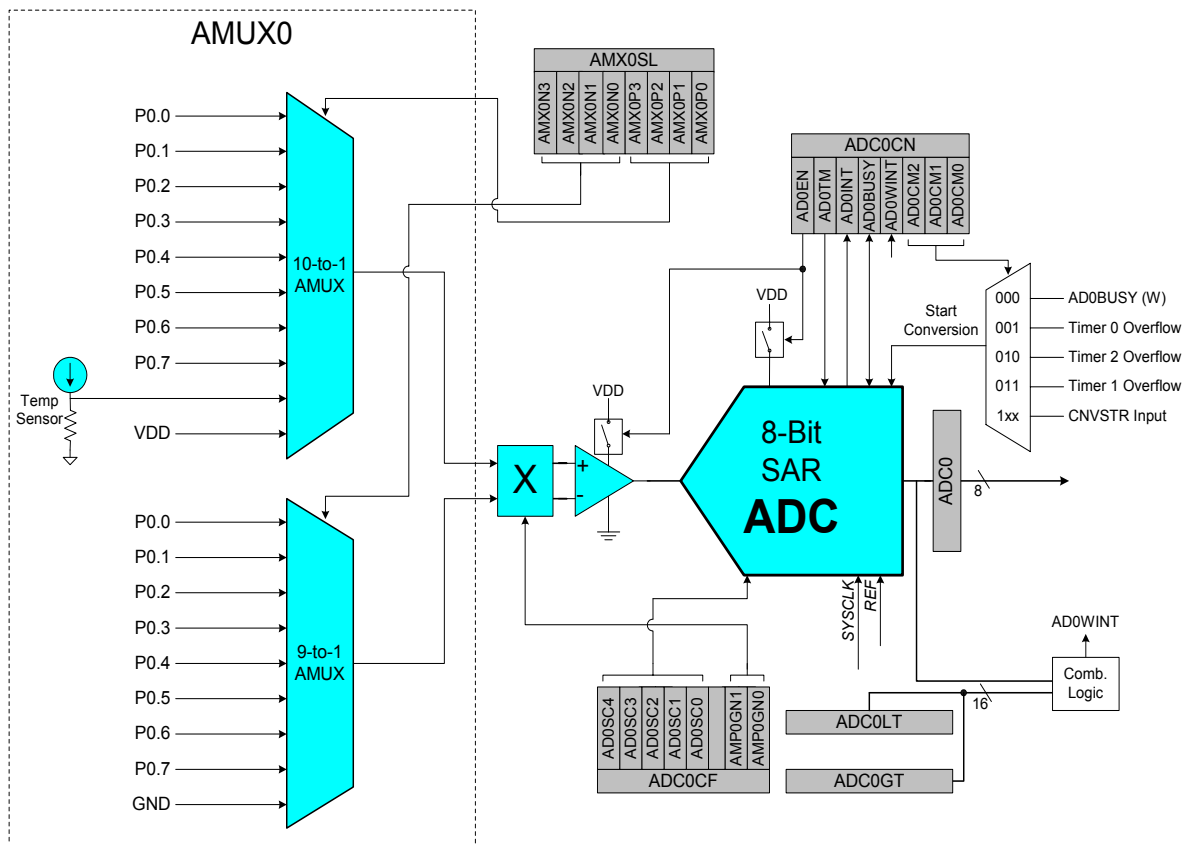 AMUX0
P0.0
P0.1
P0.2
P0.3
P0.4
P0.5
P0.6
P0.7
Temp
Sensor
VDD
10-to-1
AMUX
P0.0
P0.1
P0.2
P0.3
P0.4
P0.5
P0.6
P0.7
GND
9-to-1
AMUX
AMX0SL
AMX0N3
AMX0N2
AMX0N1
AMX0N0
AMX0P3
AMX0P2
AMX0P1
AMX0P0
ADC0CN
AD0EN
AD0TM
AD0INT
AD0BUSY
AD0WINT
AD0CM2
AD0CM1
AD0CM0
VDD
Start
Conversion
000
001
010
011
1xx
AD0BUSY (W)
Timer 0 Overflow
Timer 2 Overflow
Timer 1 Overflow
CNVSTR Input
VDD
X
+
-
8-Bit
SAR
ADC
ADC0
8
SYSCLK
REF
AD0WINT
Comb.
Logic
16
AD0SC4
AD0SC3
AD0SC2
AD0SC1
AD0SC0
AMP0GN1
AMP0GN0
ADC0CF
ADC0LT
ADC0GT